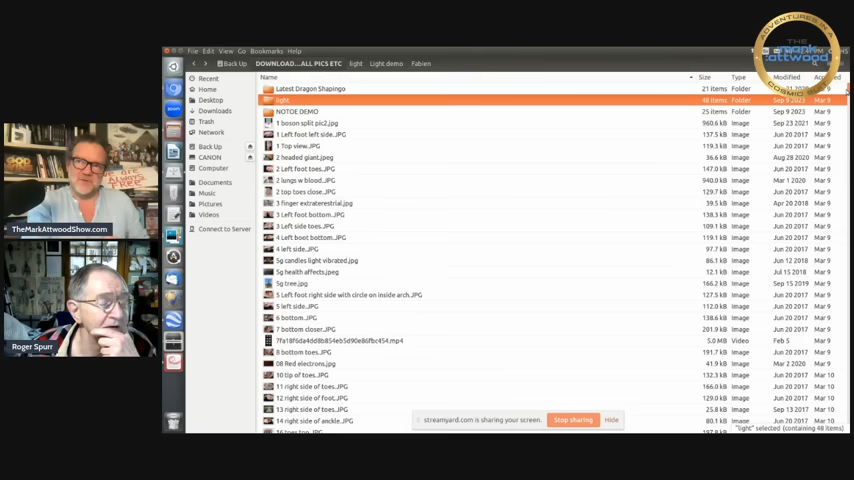 File Edit View Go Bookmarks Help
Back Up DOWNLOAD...ALL PICS ETC light Light demo Fabien
THE
mark
attwood
ADVENTURES IN A
Name Size Type Modified
Recent
Home
Desktop
Downloads
Trash
Network
Back Up
CANON
Computer
Documents
Music
Pictures
Videos
Connect to Server
Latest Dragon Shapingo 21 items Folder
light 48 items Folder Sep 9 2023 Mar 9
NOTOE DEMO 25 items Folder Sep 9 2023 Mar 9
1 boson split pic2.jpg 960.6 kB Image Sep 23 2021 Mar 9
1 Left foot left side.JPG 137.5 kB Image Jun 20 2017 Mar 9
1 Top view.JPG 119.3 kB Image Jun 20 2017 Mar 9
2 headed giant.jpeg 36.6 kB Image Aug 28 2020 Mar 9
2 Left foot toes.JPG 147.0 kB Image Jun 20 2017 Mar 9
2 lungs w blood.JPG 940.0 kB Image Mar 1 2020 Mar 9
2 top toes close.JPG 129.7 kB Image Jun 20 2017 Mar 9
3 finger extraterestrial.jpg 39.5 kB Image Apr 20 2018 Mar 9
3 Left foot bottom.JPG 138.3 kB Image Jun 20 2017 Mar 9
3 Left side toes.JPG 109.1 kB Image Jun 20 2017 Mar 9
4 Left boot bottom.JPG 119.1 kB Image Jun 20 2017 Mar 9
4 left side.JPG 97.7 kB Image Jun 20 2017 Mar 9
5g candles light vibrated.jpg 86.1 kB Image Jun 12 2018 Mar 9
5g health affects.jpeg 12.1 kB Image Jul 15 2018 Mar 9
5g tree.jpg 166.2 kB Image Sep 15 2019 Mar 9
5 Left foot right side with circle on inside arch.JPG 127.5 kB Image Jun 20 2017 Mar 9
5 left side.JPG 112.0 kB Image Jun 20 2017 Mar 9
6 bottom.JPG 138.6 kB Image Jun 20 2017 Mar 9
7 bottom closer.JPG 201.9 kB Image Jun 20 2017 Mar 9
7fa18f6da4dd8b854eb5d90e86fbc454.mp4 5.0 MB Video Feb 5 Mar 9
8 bottom toes.JPG 191.7 kB Image Jun 20 2017 Mar 9
08 Red electrons.jpg 41.9 kB Image Mar 2 2020 Mar 9
10 tip of toes.JPG 132.3 kB Image Jun 20 2017 Mar 10
11 right side of toes.JPG 166.0 kB Image Jun 20 2017 Mar 10
12 right side of foot.JPG 129.0 kB Image Jun 20 2017 Mar 10
13 right side of toes.JPG 25.8 kB Image Sep 13 2017 Mar 10
14 right side of ankle.JPG 80.1 kB Image Jun 20 2017 Mar 10
streamyard.com is sharing your screen. Stop sharing Hide
"light" selected (containing 48 items)
TheMarkAttwoodShow.com
Roger Spurr